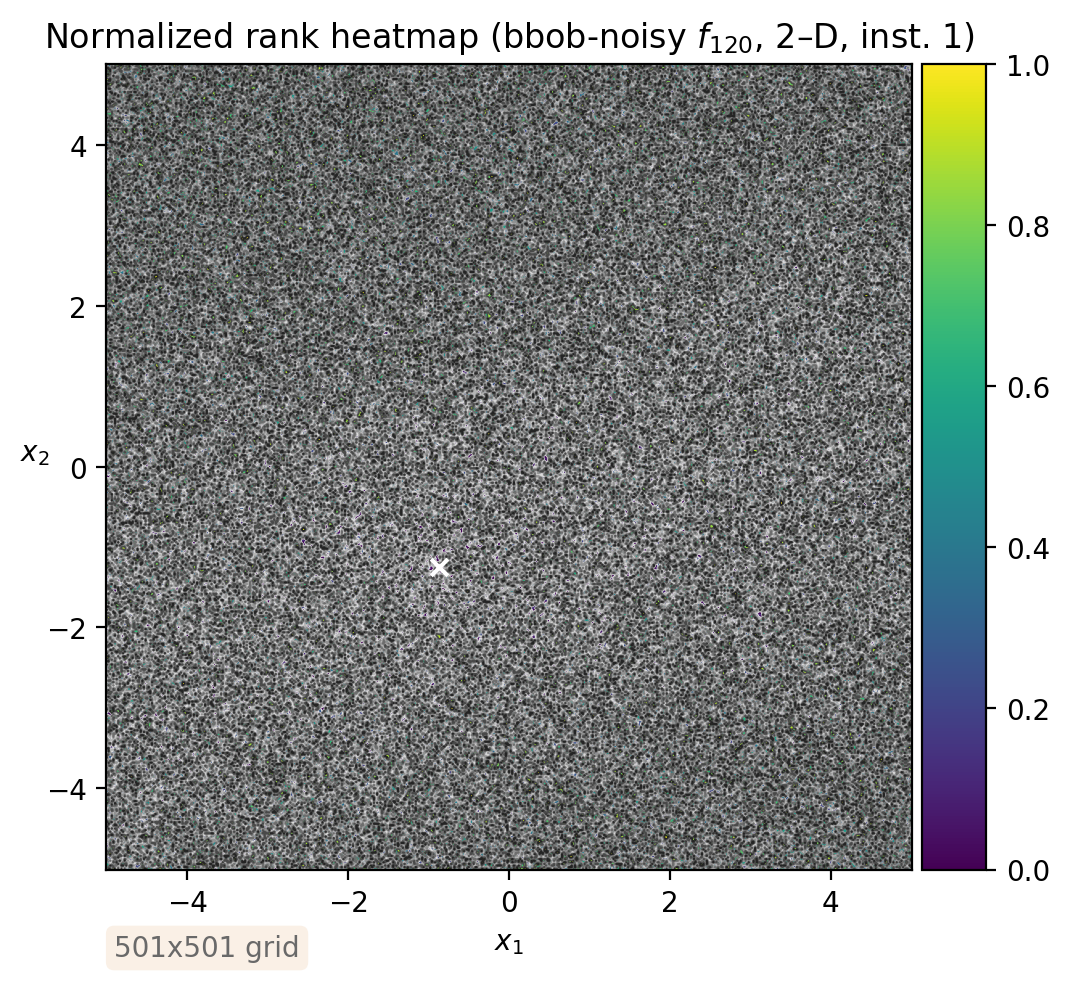 Normalized rank heatmap (bbob-noisy f120, 2–D, inst. 1)
1.0
4
0.8
2
0.6
x2 0
0.4
−2
0.2
−4
0.0
−4 −2 0 2 4
x1
501x501 grid